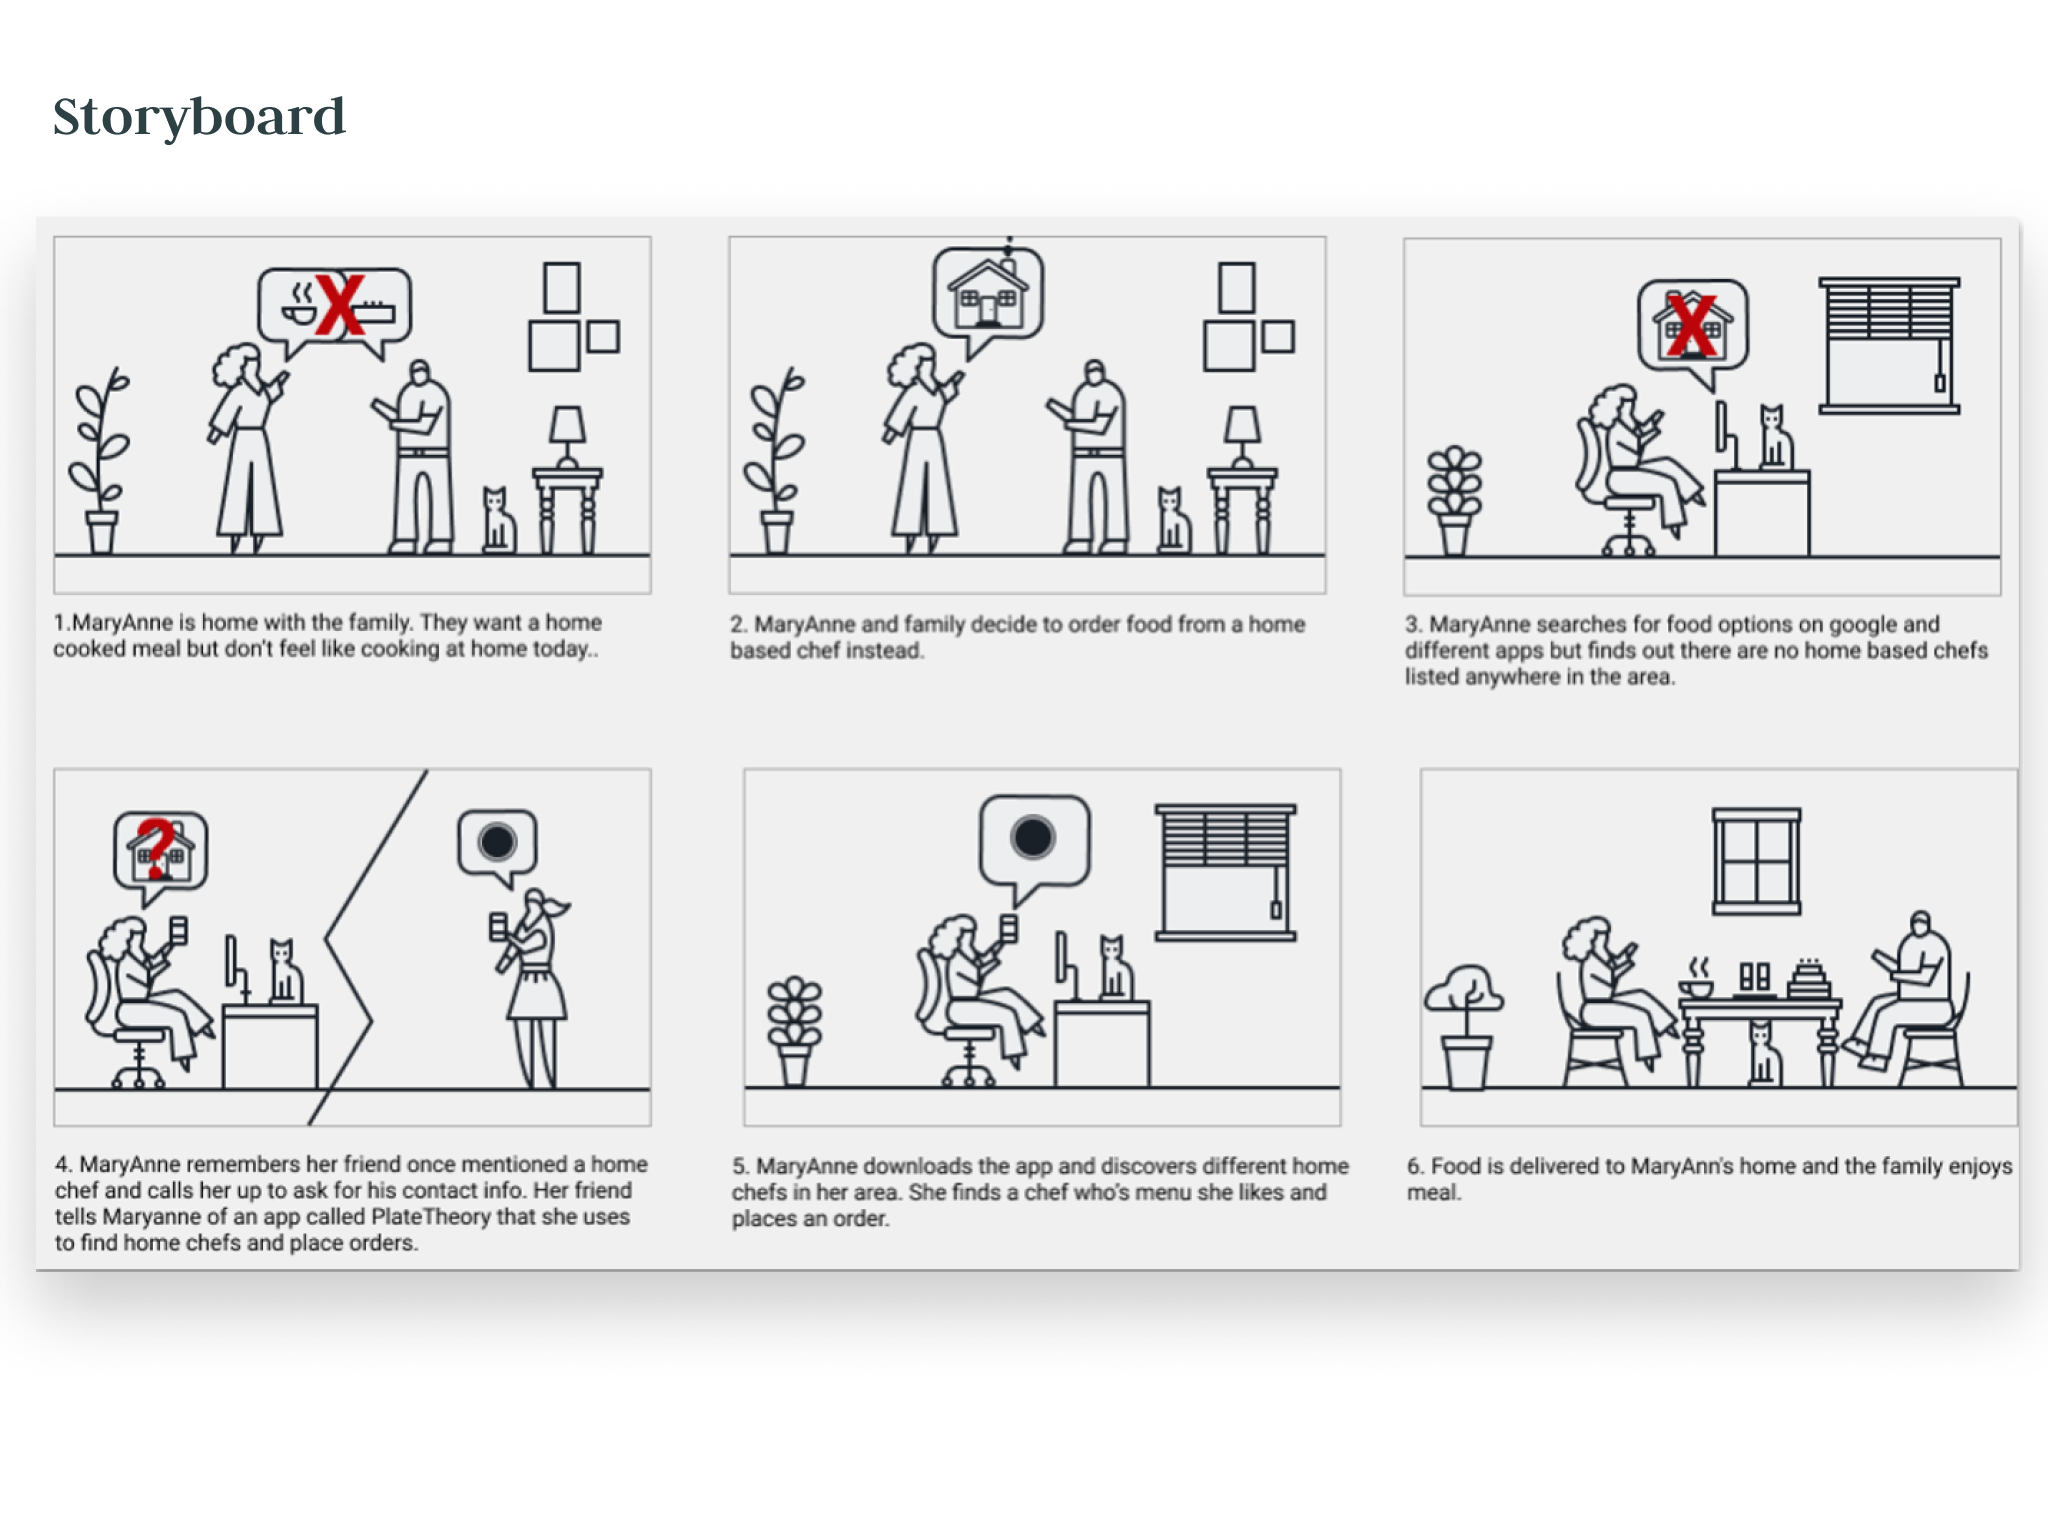 Storyboard
X
X
1.MaryAnne is home with the family. They want a home
cooked meal but don't feel like cooking at home today..
2. MaryAnne and family decide to order food from a home
based chef instead.
3. MaryAnne searches for food options on google and
different apps but finds out there are no home based chefs
listed anywhere in the area.
?
4. MaryAnne remembers her friend once mentioned a home
chef and calls her up to ask for his contact info. Her friend
tells Maryanne of an app called PlateTheory that she uses
to find home chefs and place orders.
5. MaryAnne downloads the app and discovers different home
chefs in her area. She finds a chef who's menu she likes and
places an order.
6. Food is delivered to MaryAnn's home and the family enjoys
meal.